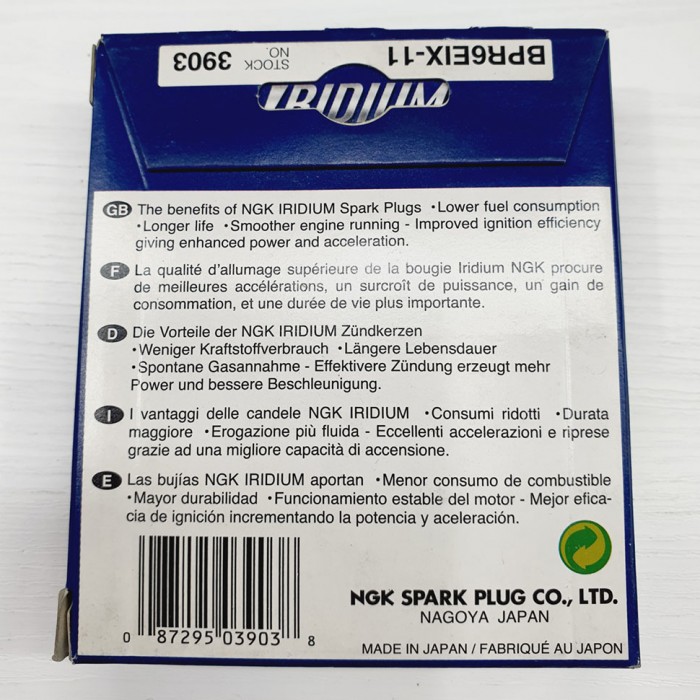 BPR6EIX-11
STOCK NO. 3903
IRIDIUM
GB The benefits of NGK IRIDIUM Spark Plugs •Lower fuel consumption
•Longer life •Smoother engine running - Improved ignition efficiency
giving enhanced power and acceleration.
F La qualité d'allumage supérieure de la bougie Iridium NGK procure
de meilleures accélérations, un surcroît de puissance, un gain de
consommation, et une durée de vie plus importante.
D Die Vorteile der NGK IRIDIUM Zündkerzen
•Weniger Kraftstoffverbrauch •Längere Lebensdauer
•Spontane Gasannahme - Effektivere Zündung erzeugt mehr
Power und bessere Beschleunigung.
I I vantaggi delle candele NGK IRIDIUM •Consumi ridotti •Durata
maggiore •Erogazione più fluida - Eccellenti accelerazioni e riprese
grazie ad una migliore capacità di accensione.
E Las bujías NGK IRIDIUM aportan •Menor consumo de combustible
•Mayor durabilidad •Funcionamiento estable del motor - Mejor efica-
cia de ignición incrementando la potencia y aceleración.
0 87295 03903 8
NGK SPARK PLUG CO., LTD.
NAGOYA JAPAN
MADE IN JAPAN / FABRIQUÉ AU JAPON